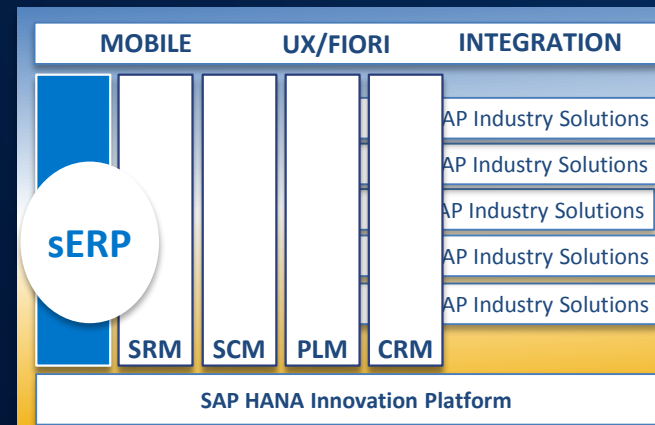 MOBILE UX/FIORI INTEGRATION
AP Industry Solutions
AP Industry Solutions
AP Industry Solutions
AP Industry Solutions
AP Industry Solutions
sERP
SRM SCM PLM CRM
SAP HANA Innovation Platform